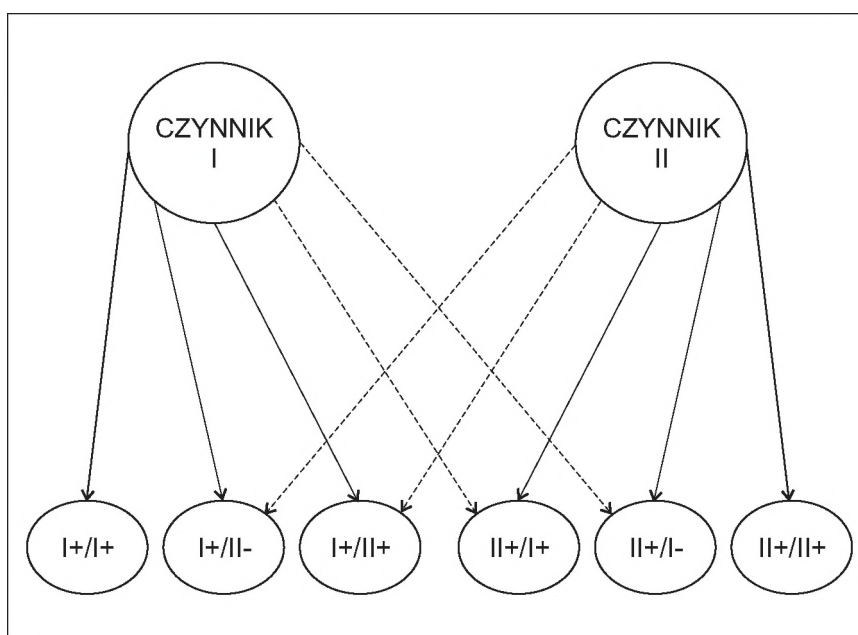 CZYNNIK
I
CZYNNIK
II
I+/I+
I+/II-
I+/II+
II+/I+
II+/I-
II+/II+